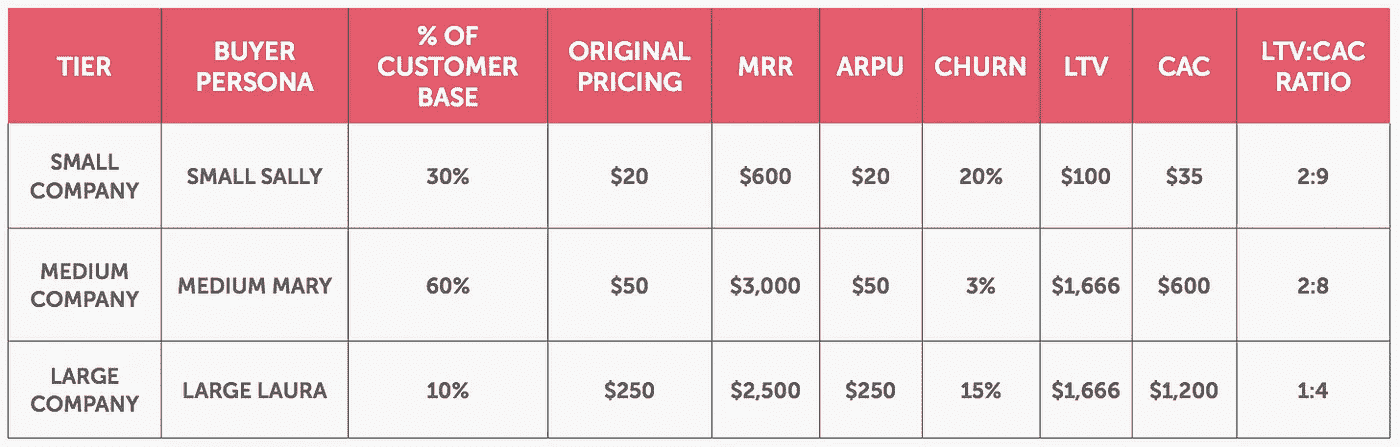 TIER BUYER PERSONA % OF CUSTOMER BASE ORIGINAL PRICING MRR ARPU CHURN LTV CAC LTV:CAC RATIO
SMALL COMPANY SMALL SALLY 30% $20 $600 $20 20% $100 $35 2:9
MEDIUM COMPANY MEDIUM MARY 60% $50 $3,000 $50 3% $1,666 $600 2:8
LARGE COMPANY LARGE LAURA 10% $250 $2,500 $250 15% $1,666 $1,200 1:4